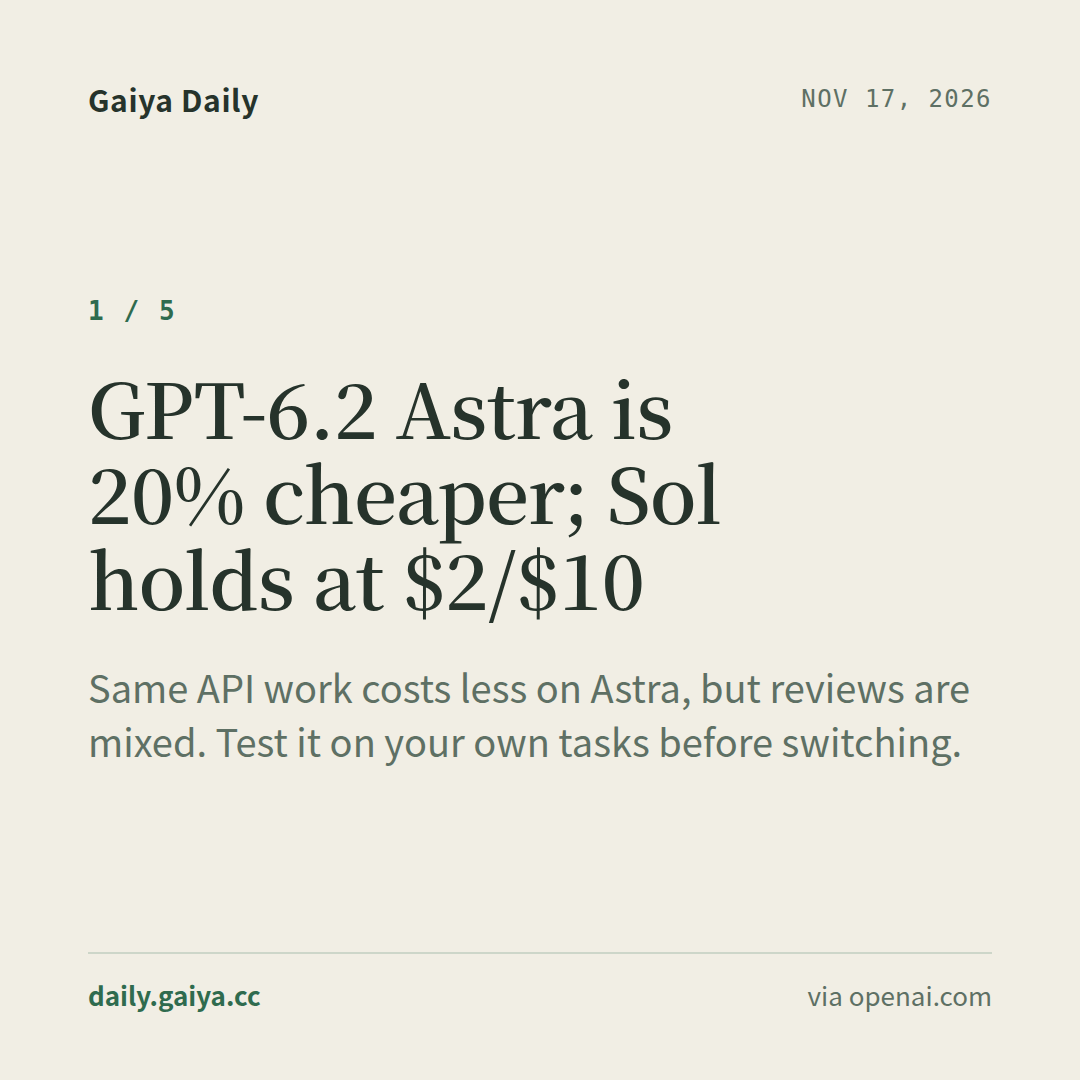 Gaiya Daily
NOV 17, 2026
1 / 5
GPT-6.2 Astra is
20% cheaper; Sol
holds at $2/$10
Same API work costs less on Astra, but reviews are
mixed. Test it on your own tasks before switching.
daily.gaiya.cc
via openai.com